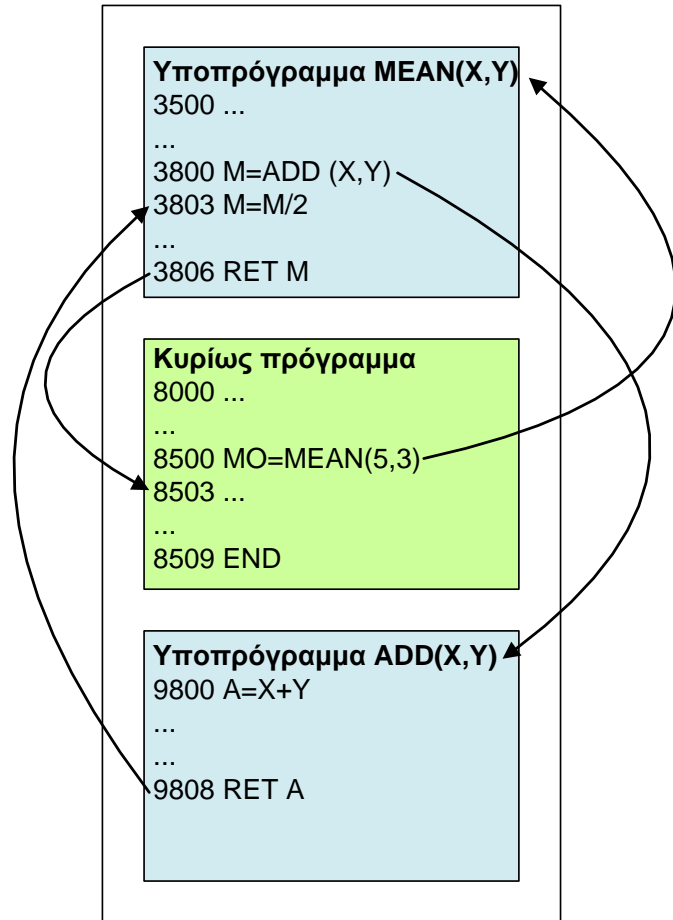 Υποπρόγραμμα MEAN(X,Y)
3500 ...
...
3800 M=ADD (X,Y)
3803 M=M/2
...
3806 RET M
Κυρίως πρόγραμμα
8000 ...
...
8500 MO=MEAN(5,3)
8503 ...
...
8509 END
Υποπρόγραμμα ADD(X,Y)
9800 A=X+Y
...
...
9808 RET A